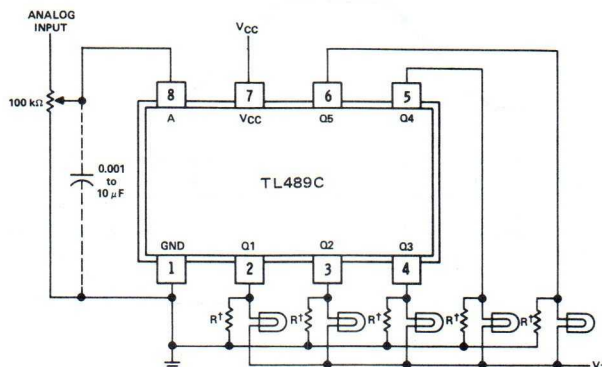 ANALOG
INPUT
VCC
8
7
6
5
100 kΩ
A
VCC
Q5
Q4
0.001
to
10 µF
TL489C
GND
Q1
Q2
Q3
1
2
3
4
R†
R†
R†
R†
R†